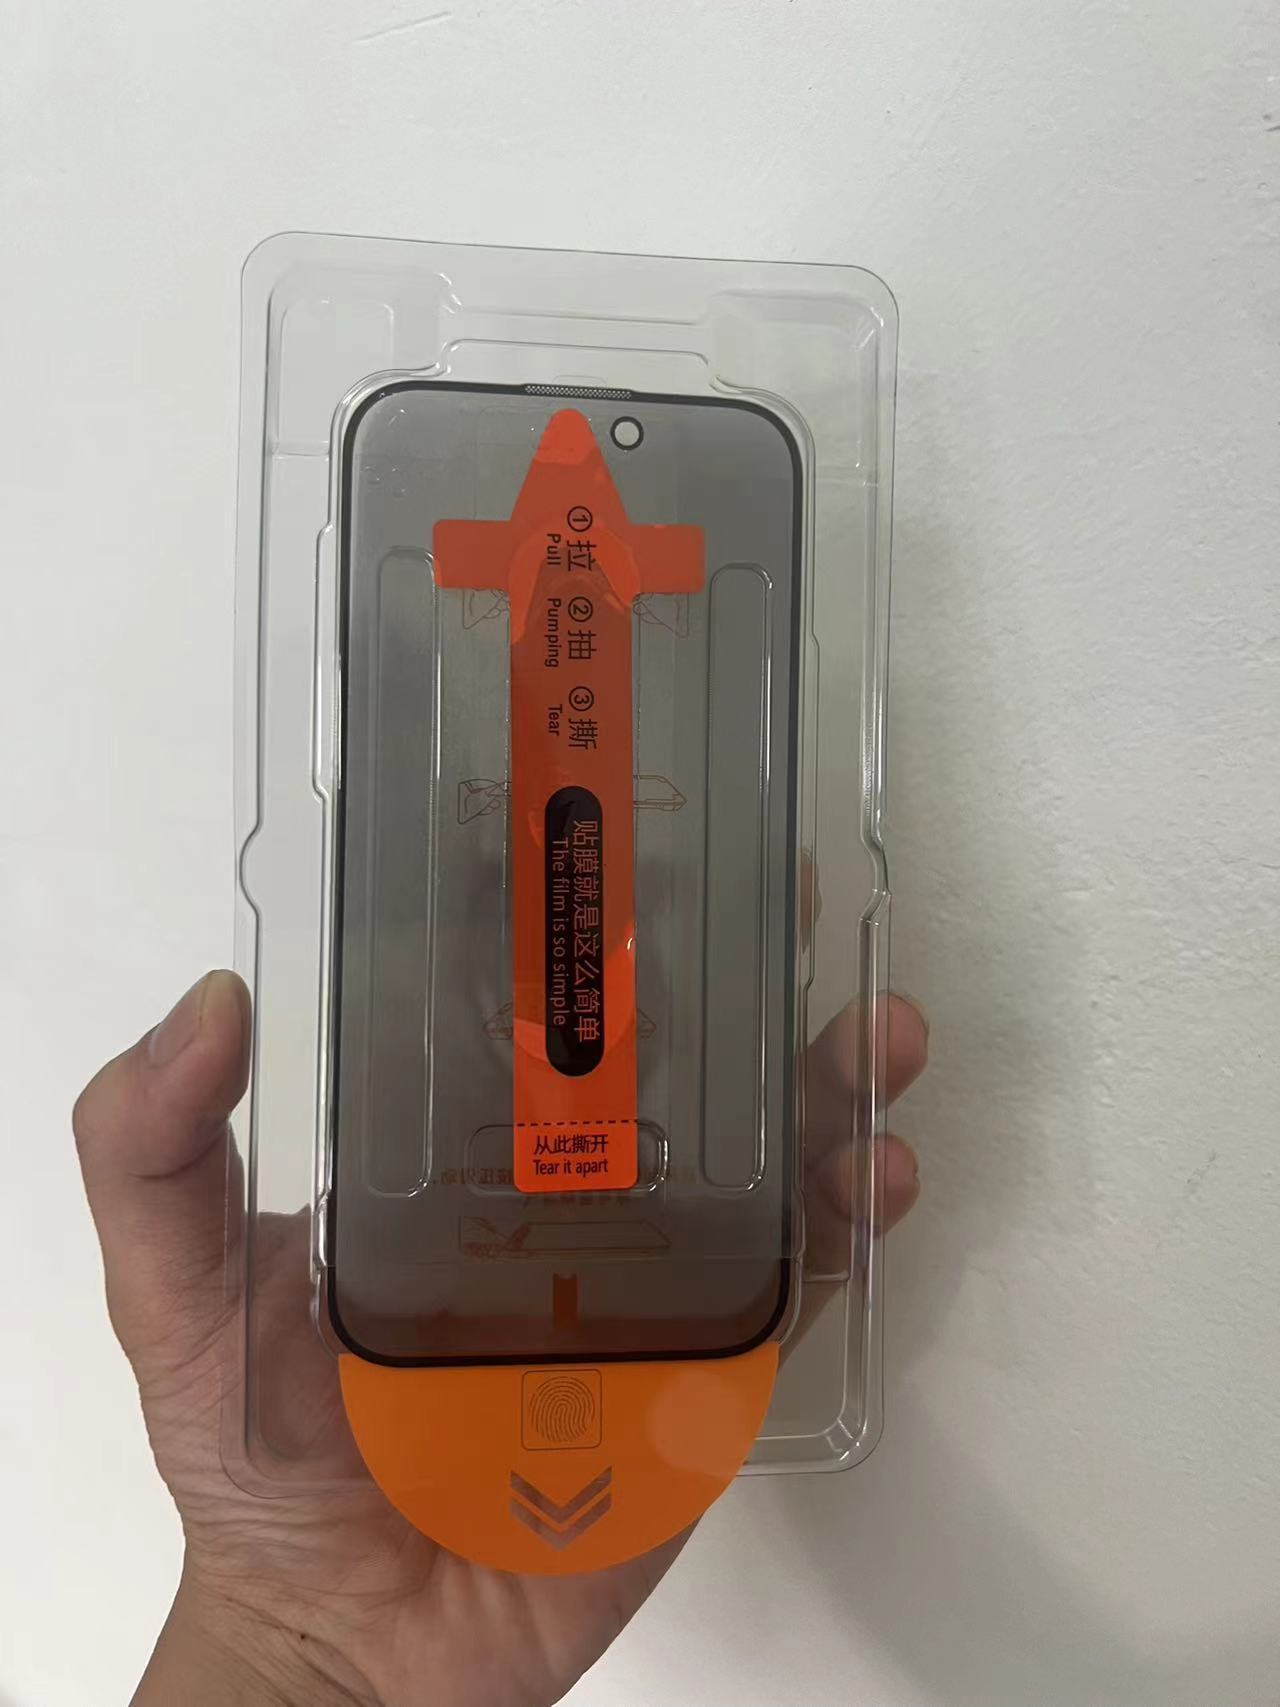 ①拉 ②抽 ③撕
Pull Pumping Tear
贴膜就是这么简单
The film is so simple
从此撕开
Tear it apart